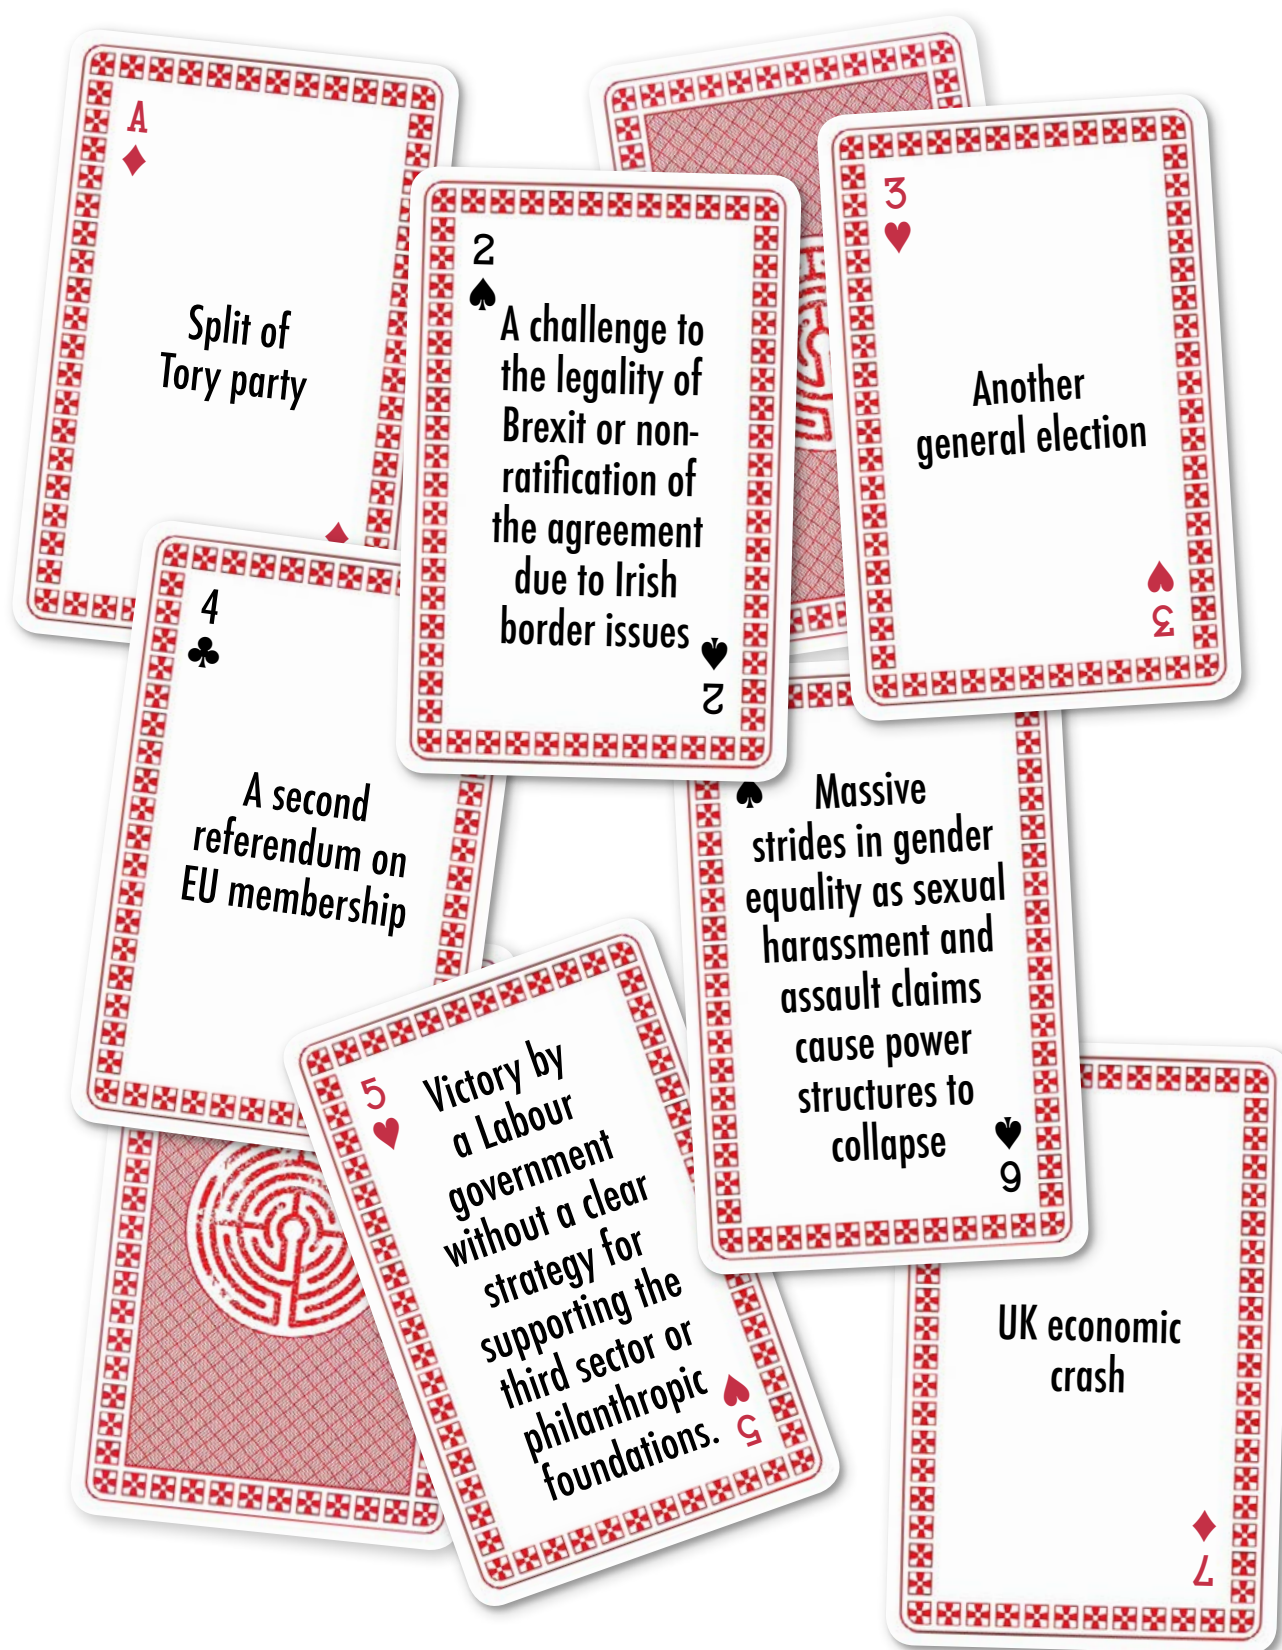 A
Split of
Tory party
2
A challenge to
the legality of
Brexit or non-
ratification of
the agreement
due to Irish
border issues
2
3
Another
general election
3
4
A second
referendum on
EU membership
Massive
strides in gender
equality as sexual
harassment and
assault claims
cause power
structures to
collapse
6
5
Victory by
a Labour
government
without a clear
strategy for
supporting the
third sector or
philanthropic
foundations.
5
UK economic
crash
7